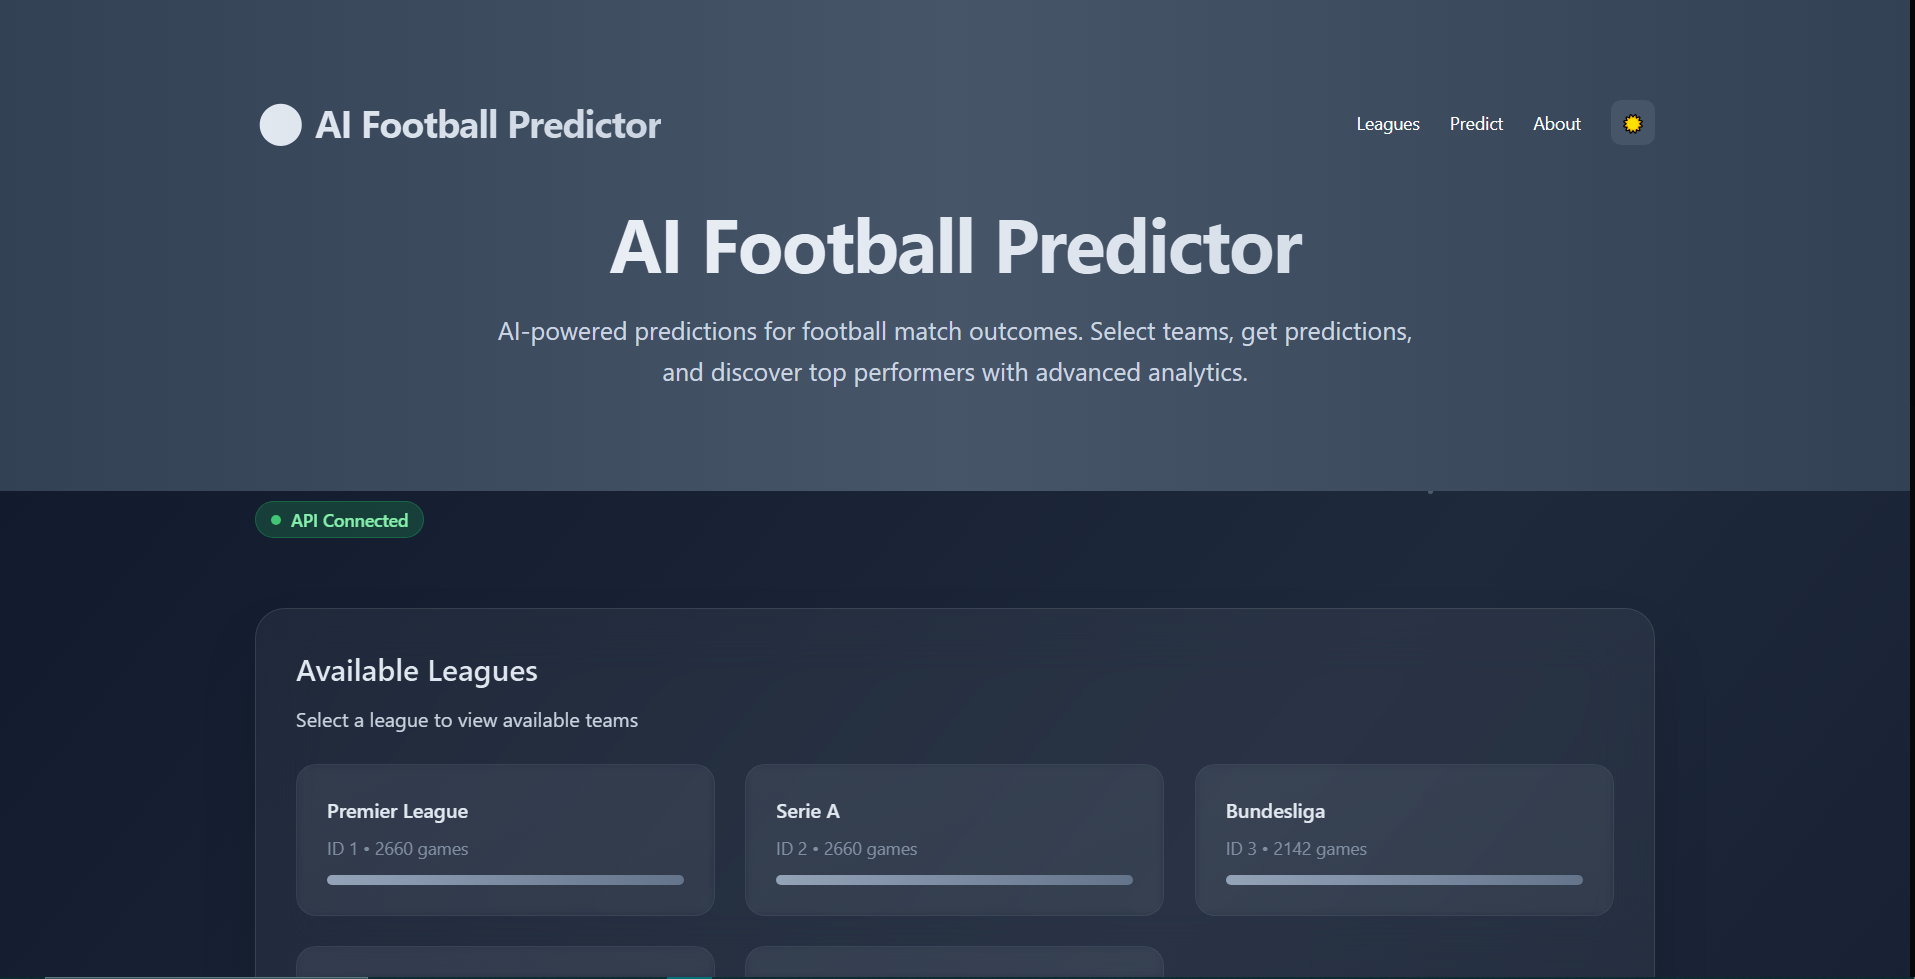 AI Football Predictor
Leagues
Predict
About
AI Football Predictor
AI-powered predictions for football match outcomes. Select teams, get predictions,
and discover top performers with advanced analytics.
API Connected
Available Leagues
Select a league to view available teams
Premier League
ID 1 • 2660 games
Serie A
ID 2 • 2660 games
Bundesliga
ID 3 • 2142 games